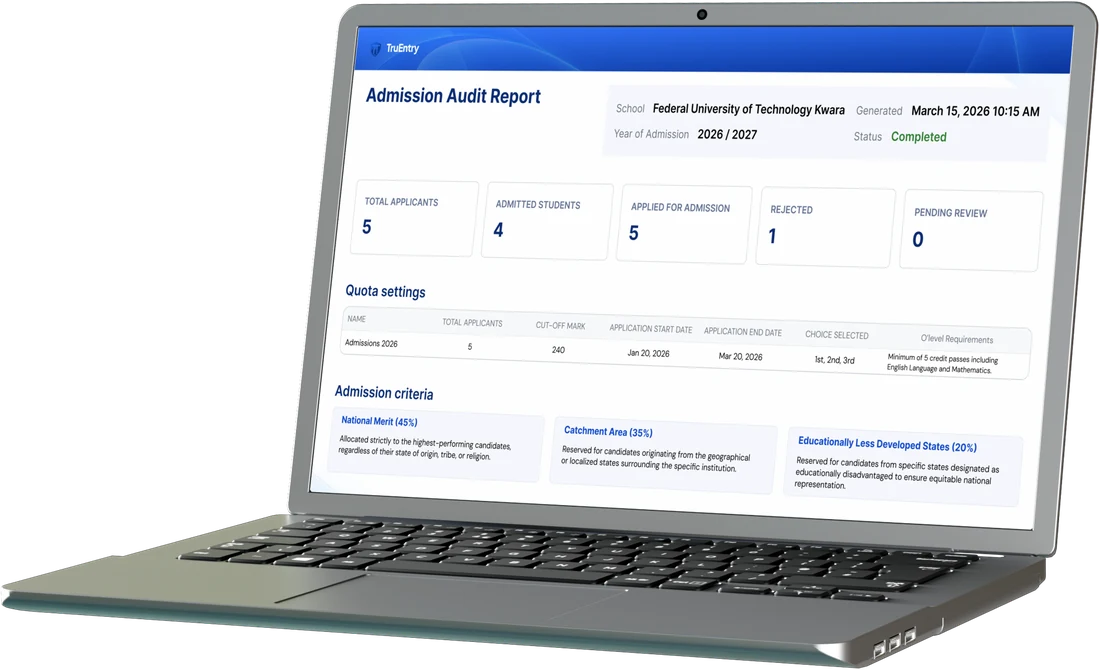 TruEntry
Admission Audit Report
School Federal University of Technology Kwara Generated March 15, 2026 10:15 AM
Year of Admission 2026 / 2027 Status Completed
TOTAL APPLICANTS
5
ADMITTED STUDENTS
4
APPLIED FOR ADMISSION
5
REJECTED
1
PENDING REVIEW
0
Quota settings
NAME TOTAL APPLICANTS CUT-OFF MARK APPLICATION START DATE APPLICATION END DATE CHOICE SELECTED O'level Requirements
Admissions 2026 5 240 Jan 20, 2026 Mar 20, 2026 1st, 2nd, 3rd Minimum of 5 credit passes including
English Language and Mathematics.
Admission criteria
National Merit (45%)
Allocated strictly to the highest-performing candidates,
regardless of their state of origin, tribe, or religion.
Catchment Area (35%)
Reserved for candidates originating from the geographical
or localized states surrounding the specific institution.
Educationally Less Developed States (20%)
Reserved for candidates from specific states designated as
educationally disadvantaged to ensure equitable national
representation.